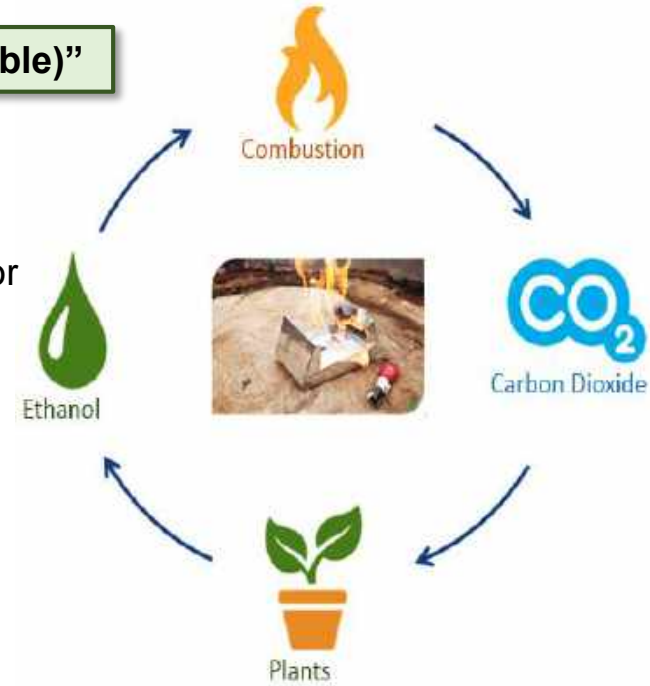 ble)”
Combustion
or
CO2
Carbon Dioxide
Ethanol
Plants